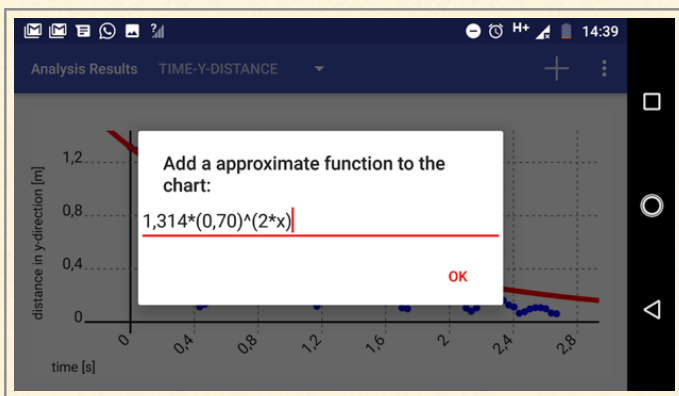 H+ 14:39
Analysis Results TIME-Y-DISTANCE
Add a approximate function to the
chart:
1,314*(0,70)^(2*x)
OK
distance in y-direction [m]
1,2
0,8
0,4
0
0 0,4 0,8 1,2 1,6 2 2,4 2,8
time [s]